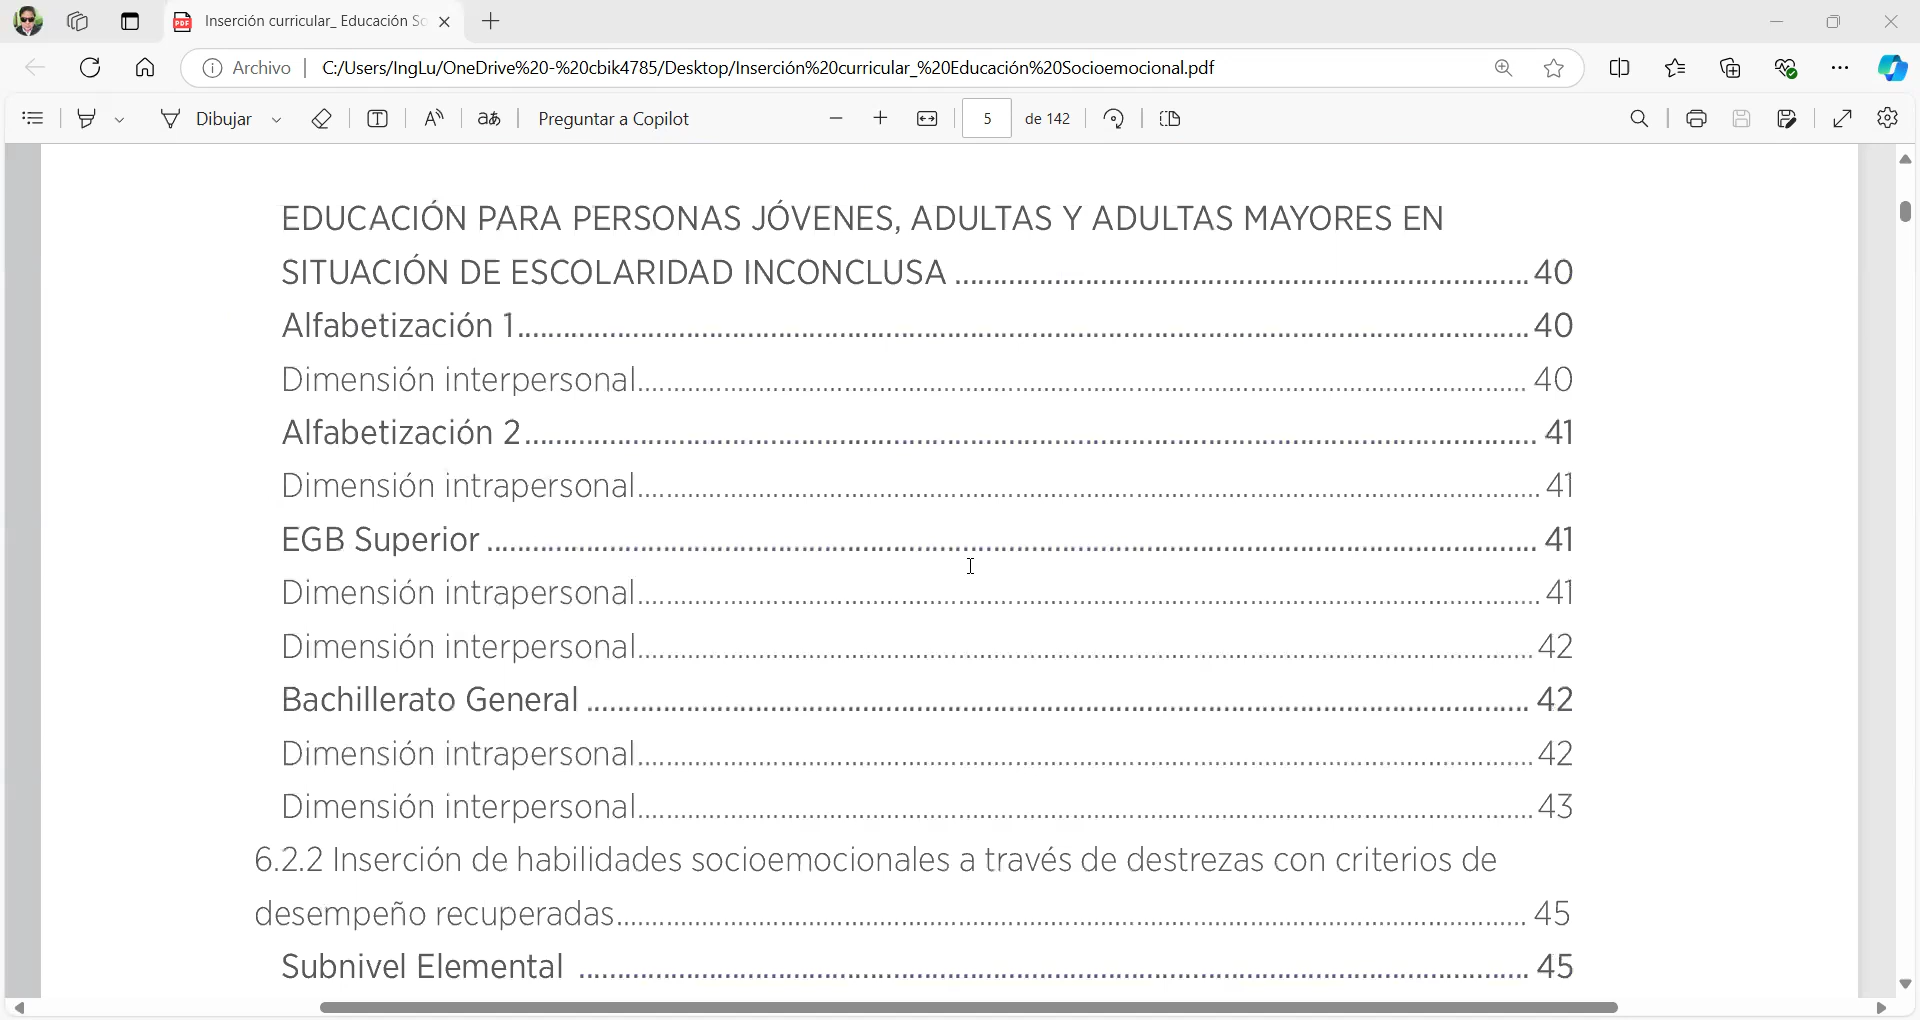 Inserción curricular_ Educación So
Archivo
C:/Users/IngLu/OneDrive%20-%20cbik4785/Desktop/Inserción%20curricular_%20Educación%20Socioemocional.pdf
Dibujar
Preguntar a Copilot
5 de 142
EDUCACIÓN PARA PERSONAS JÓVENES, ADULTAS Y ADULTAS MAYORES EN
SITUACIÓN DE ESCOLARIDAD INCONCLUSA ........ 40
Alfabetización 1........ 40
Dimensión interpersonal........ 40
Alfabetización 2........ 41
Dimensión intrapersonal........ 41
EGB Superior ........ 41
Dimensión intrapersonal........ 41
Dimensión interpersonal........ 42
Bachillerato General ........ 42
Dimensión intrapersonal........ 42
Dimensión interpersonal........ 43
6.2.2 Inserción de habilidades socioemocionales a través de destrezas con criterios de
desempeño recuperadas........ 45
Subnivel Elemental ........ 45